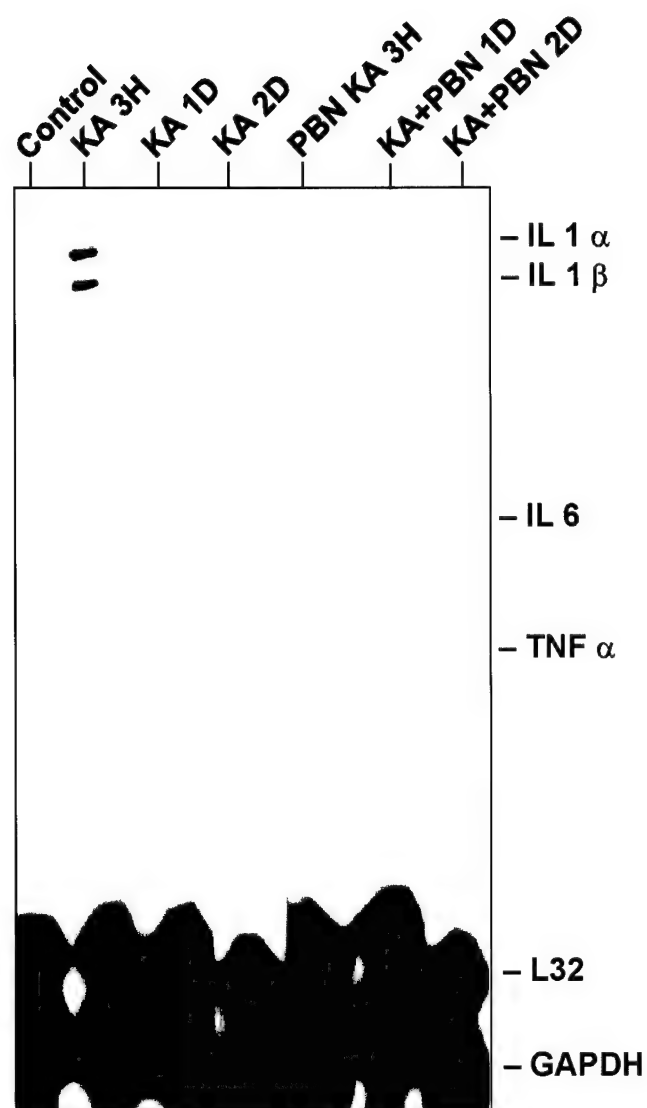 Control
KA 3H
KA 1D
KA 2D
PBN KA 3H
KA+PBN 1D
KA+PBN 2D
– IL 1 α
– IL 1 β
– IL 6
– TNF α
– L32
– GAPDH